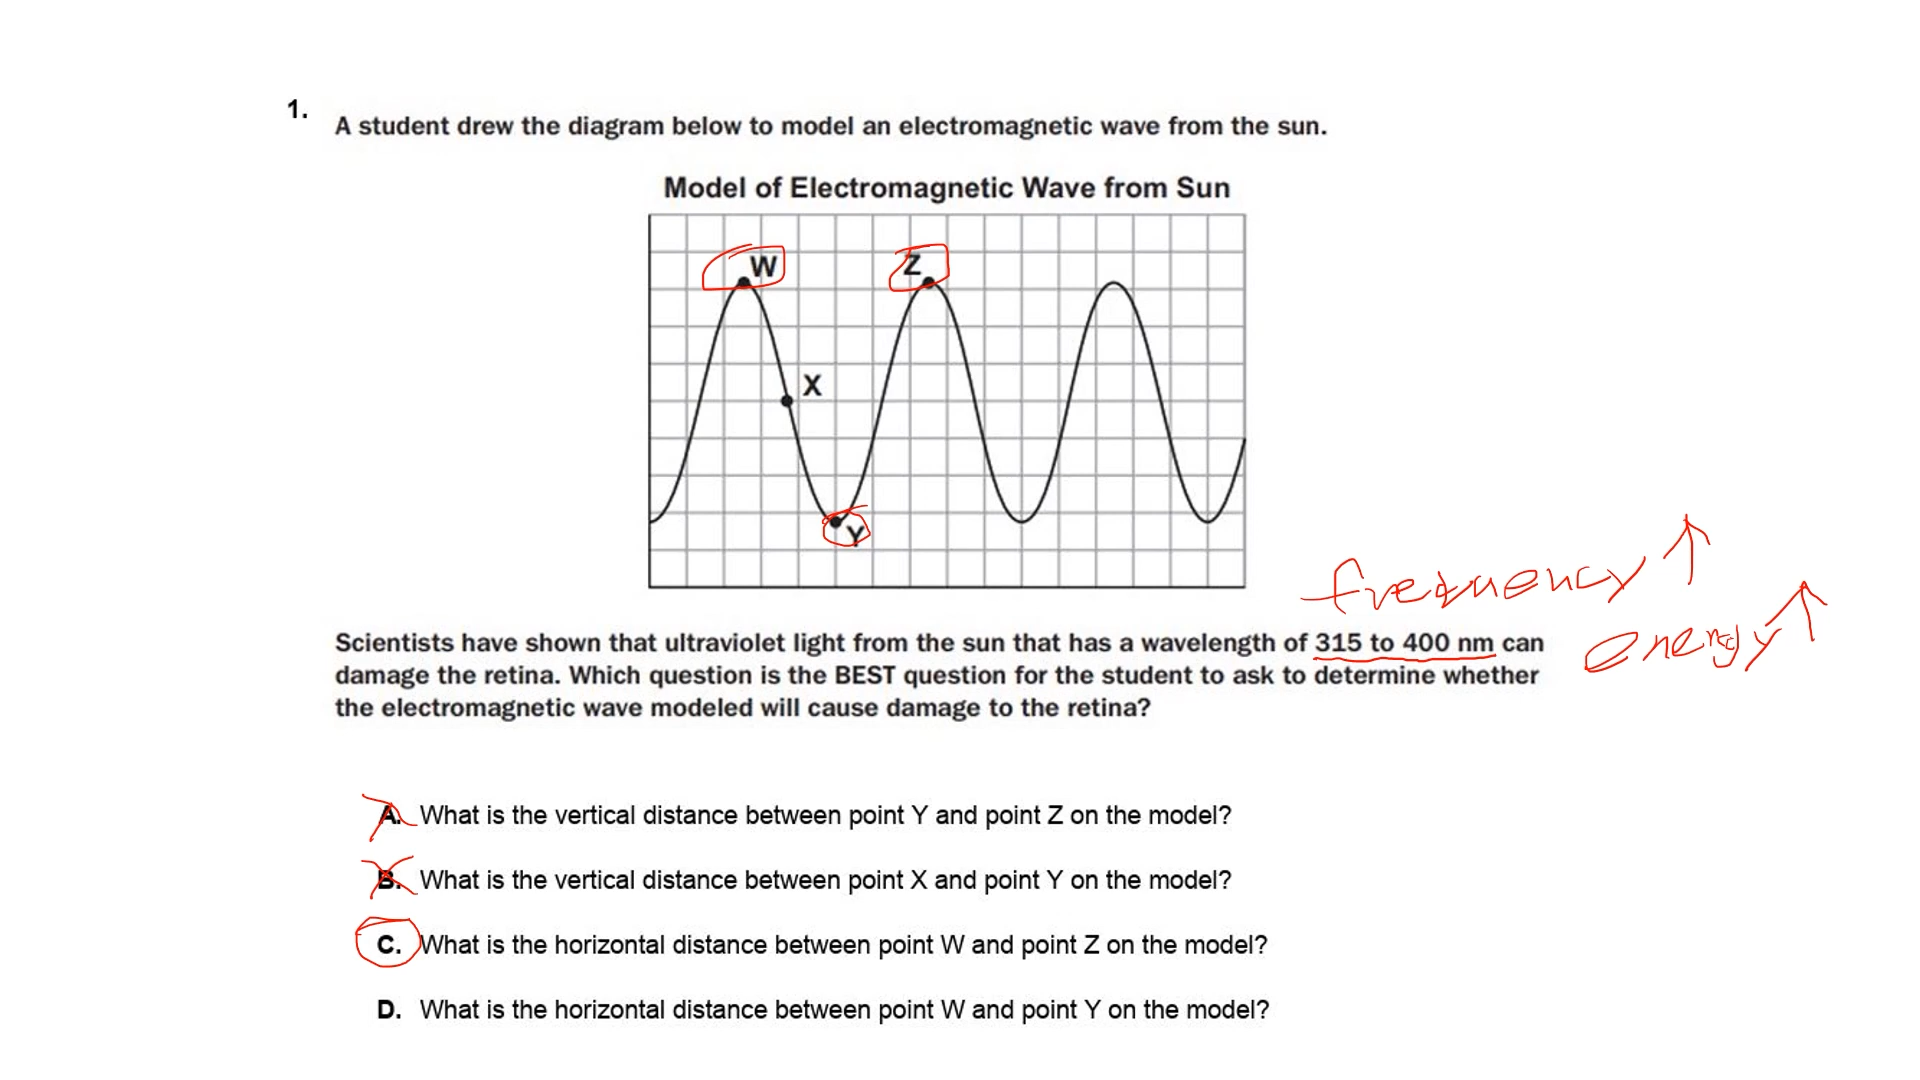 1.
A student drew the diagram below to model an electromagnetic wave from the sun.
Model of Electromagnetic Wave from Sun
W
Z
X
Y
frequency ↑
energy ↑
Scientists have shown that ultraviolet light from the sun that has a wavelength of 315 to 400 nm can
damage the retina. Which question is the BEST question for the student to ask to determine whether
the electromagnetic wave modeled will cause damage to the retina?
A. What is the vertical distance between point Y and point Z on the model?
B. What is the vertical distance between point X and point Y on the model?
C. What is the horizontal distance between point W and point Z on the model?
D. What is the horizontal distance between point W and point Y on the model?